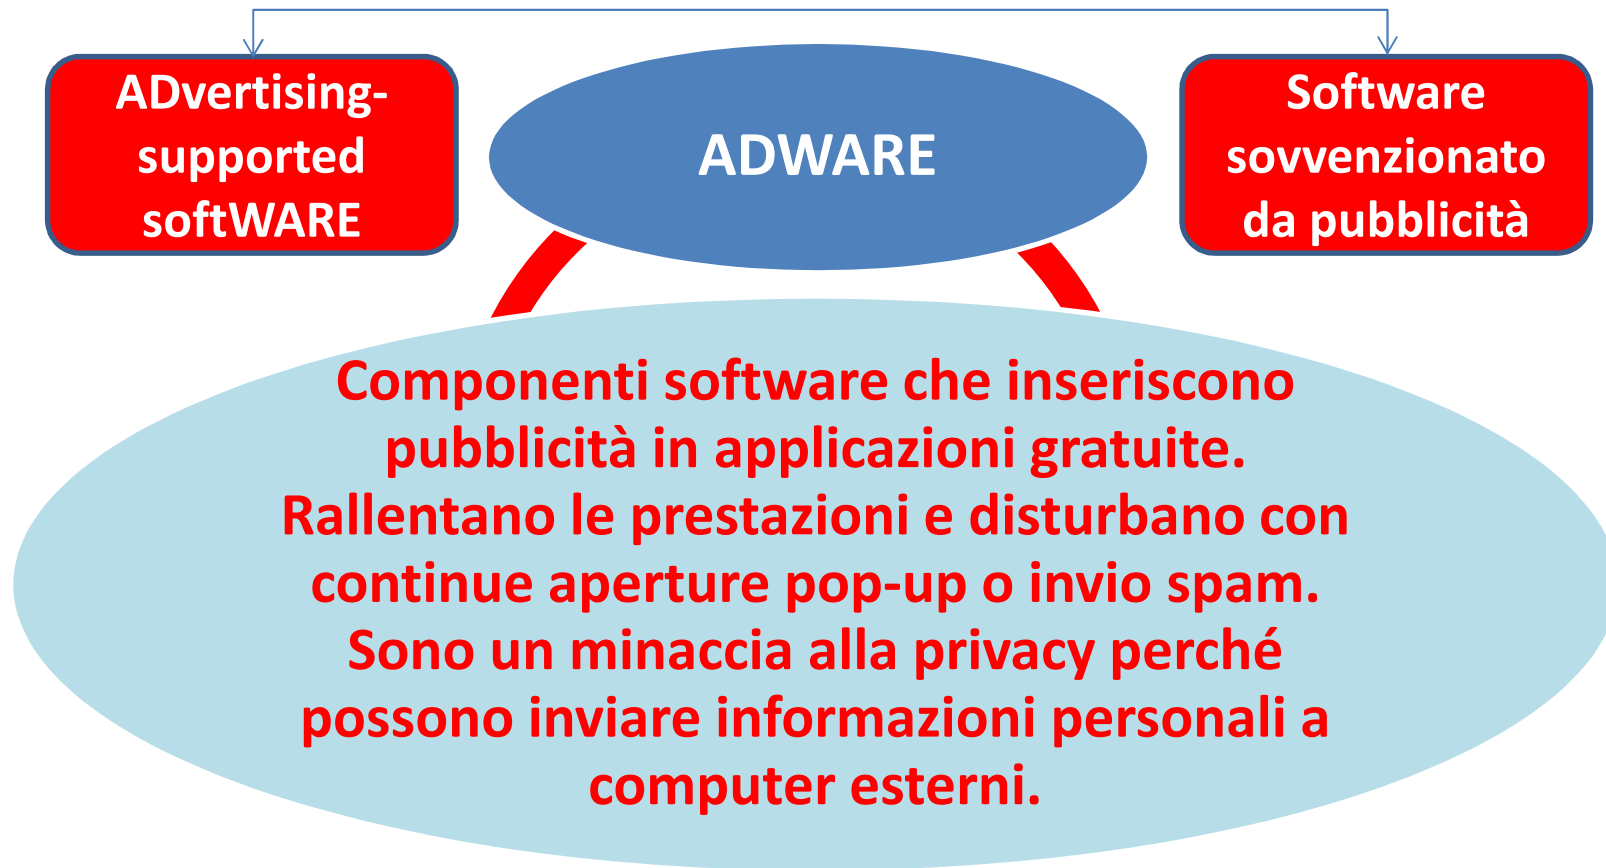 ADvertising-
supported
softWARE
ADWARE
Software
sovvenzionato
da pubblicità
Componenti software che inseriscono
pubblicità in applicazioni gratuite.
Rallentano le prestazioni e disturbano con
continue aperture pop-up o invio spam.
Sono un minaccia alla privacy perché
possono inviare informazioni personali a
computer esterni.